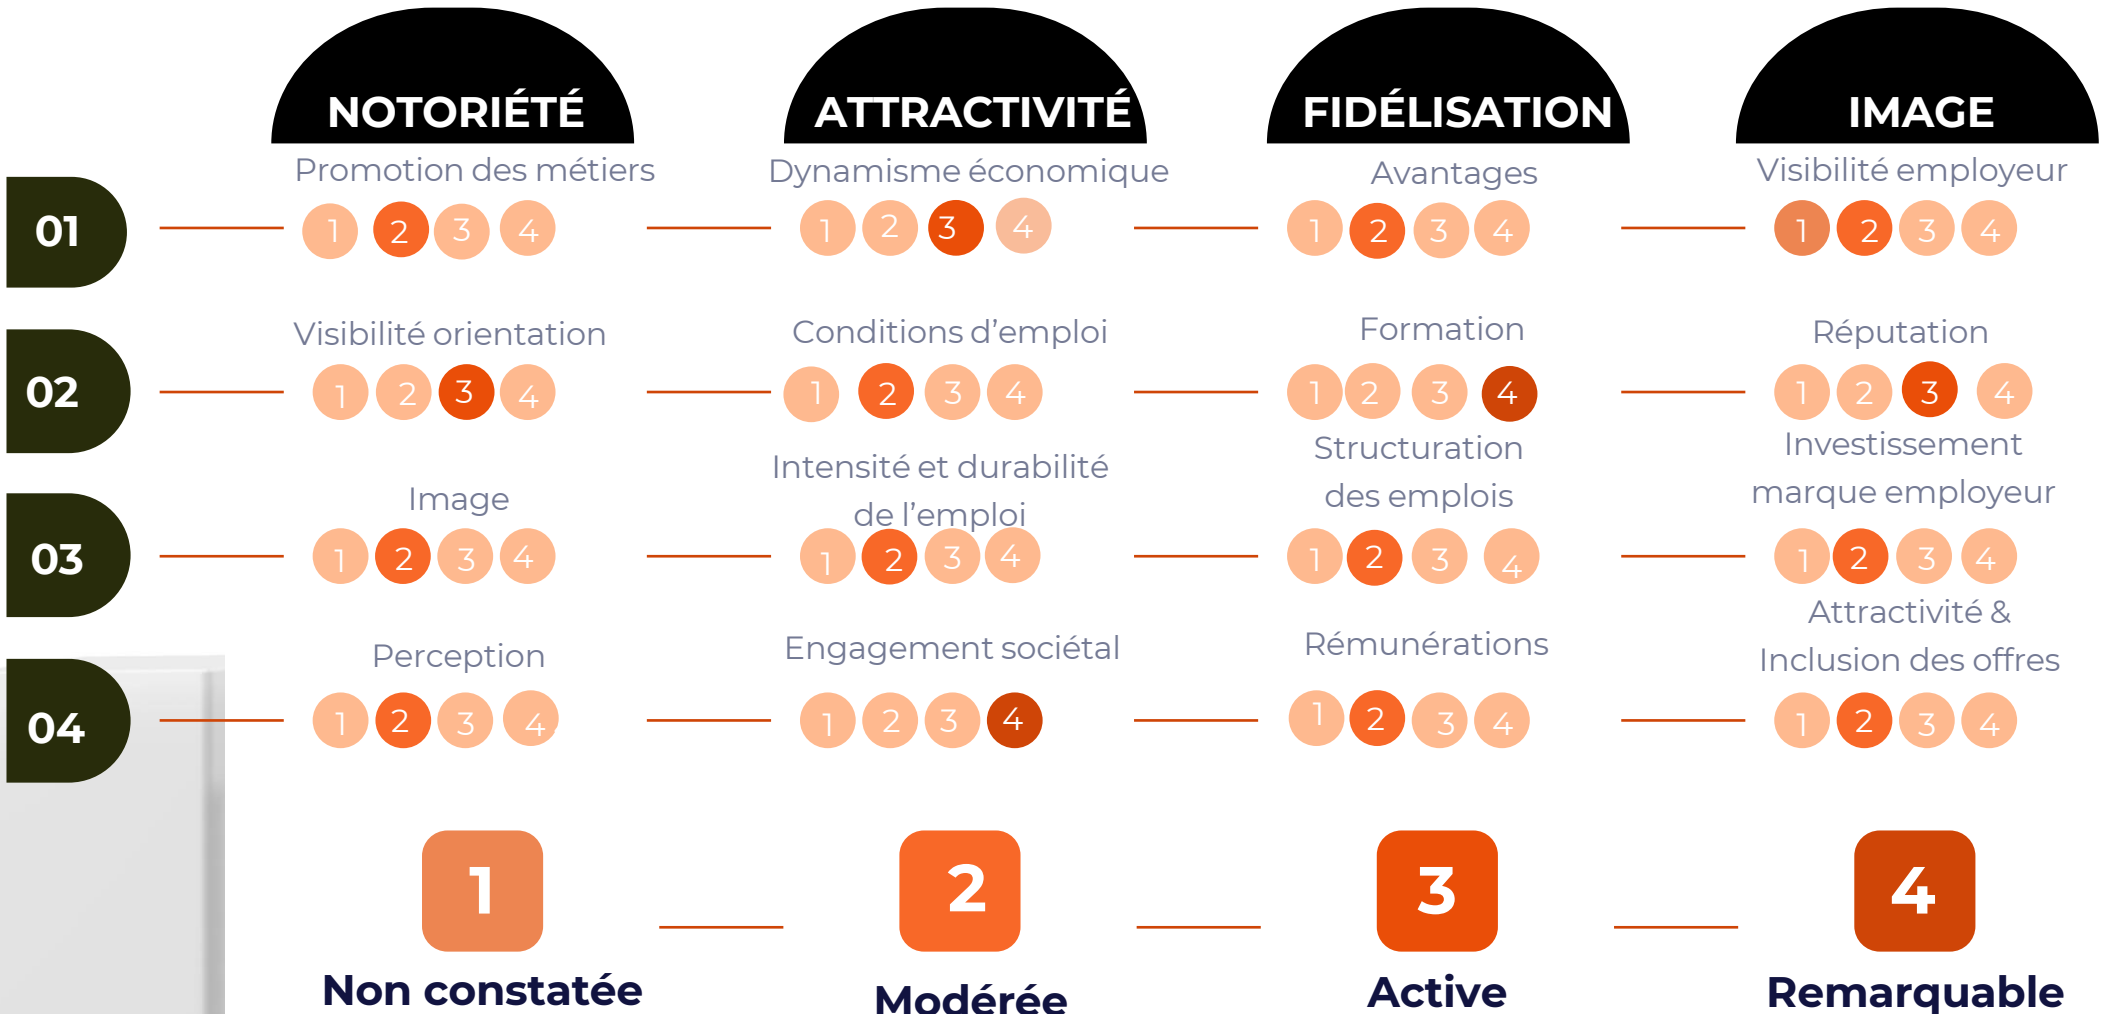 NOTORIÉTÉ ATTRACTIVITÉ FIDÉLISATION IMAGE
Promotion des métiers Dynamisme économique Avantages Visibilité employeur
01 1 2 3 4 1 2 3 4 1 2 3 4 1 2 3 4
Visibilité orientation Conditions d’emploi Formation Réputation
02 1 2 3 4 1 2 3 4 1 2 3 4 1 2 3 4
Image Intensité et durabilité Structuration Investissement
de l’emploi des emplois marque employeur
03 1 2 3 4 1 2 3 4 1 2 3 4 1 2 3 4
Perception Engagement sociétal Rémunérations Attractivité &
Inclusion des offres
04 1 2 3 4 1 2 3 4 1 2 3 4 1 2 3 4
1 2 3 4
Non constatée Modérée Active Remarquable